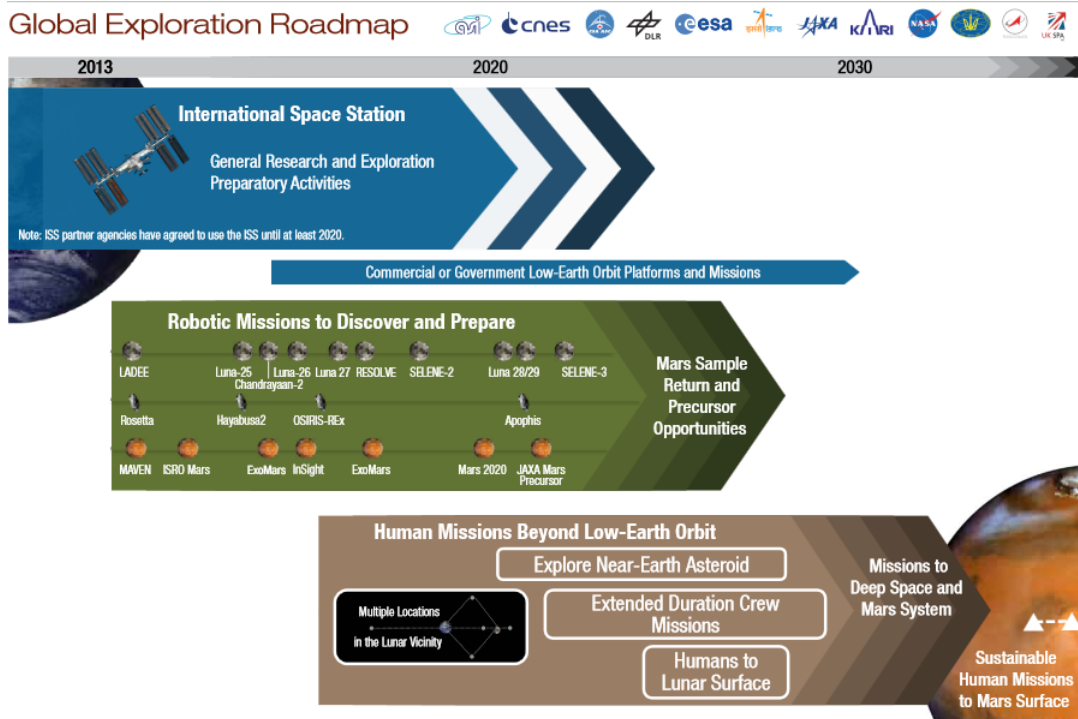 Global Exploration Roadmap
asi
cnes
DLR
esa
JAXA
KARI
NASA
UK SPA
2013
2020
2030
International Space Station
General Research and Exploration
Preparatory Activities
Note: ISS partner agencies have agreed to use the ISS until at least 2020.
Commercial or Government Low-Earth Orbit Platforms and Missions
Robotic Missions to Discover and Prepare
LADEE
Luna-25
Chandrayaan-2
Luna-26
Luna 27
RESOLVE
SELENE-2
Luna 28/29
SELENE-3
Rosetta
Hayabusa2
OSIRIS-REx
Apophis
MAVEN
ISRO Mars
ExoMars
InSight
ExoMars
Mars 2020
JAXA Mars
Precursor
Mars Sample
Return and
Precursor
Opportunities
Human Missions Beyond Low-Earth Orbit
Explore Near-Earth Asteroid
Multiple Locations
in the Lunar Vicinity
Extended Duration Crew
Missions
Humans to
Lunar Surface
Missions to
Deep Space and
Mars System
Sustainable
Human Missions
to Mars Surface